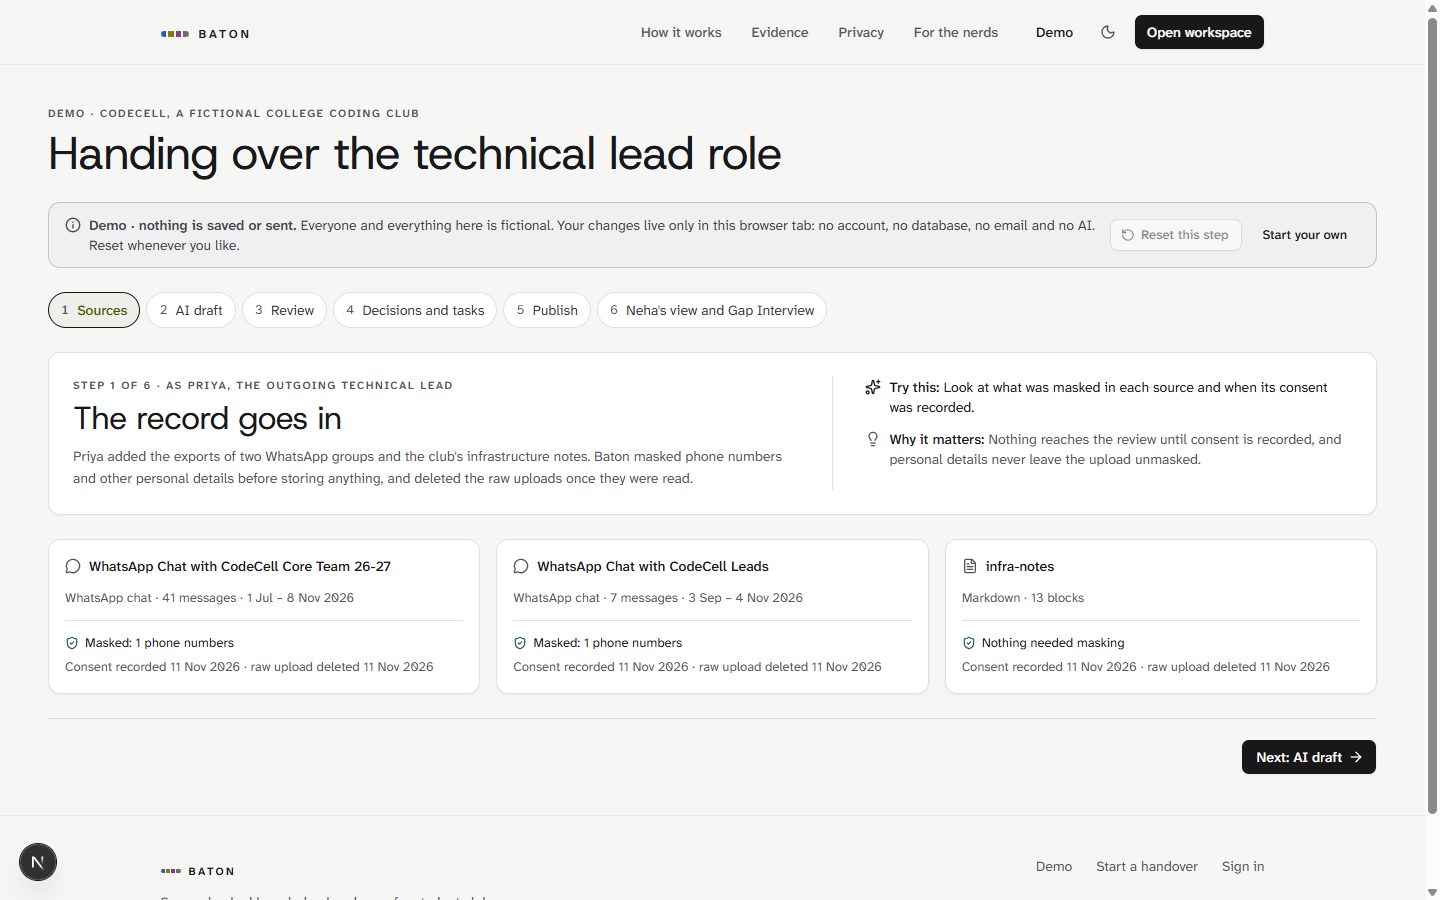 BATON
How it works
Evidence
Privacy
For the nerds
Demo
Open workspace
DEMO · CODECELL, A FICTIONAL COLLEGE CODING CLUB
Handing over the technical lead role
Demo · nothing is saved or sent. Everyone and everything here is fictional. Your changes live only in this browser tab: no account, no database, no email and no AI.
Reset whenever you like.
Reset this step
Start your own
1 Sources
2 AI draft
3 Review
4 Decisions and tasks
5 Publish
6 Neha's view and Gap Interview
STEP 1 OF 6 · AS PRIYA, THE OUTGOING TECHNICAL LEAD
The record goes in
Priya added the exports of two WhatsApp groups and the club's infrastructure notes. Baton masked phone numbers
and other personal details before storing anything, and deleted the raw uploads once they were read.
Try this: Look at what was masked in each source and when its consent
was recorded.
Why it matters: Nothing reaches the review until consent is recorded, and
personal details never leave the upload unmasked.
WhatsApp Chat with CodeCell Core Team 26-27
WhatsApp chat · 41 messages · 1 Jul – 8 Nov 2026
Masked: 1 phone numbers
Consent recorded 11 Nov 2026 · raw upload deleted 11 Nov 2026
WhatsApp Chat with CodeCell Leads
WhatsApp chat · 7 messages · 3 Sep – 4 Nov 2026
Masked: 1 phone numbers
Consent recorded 11 Nov 2026 · raw upload deleted 11 Nov 2026
infra-notes
Markdown · 13 blocks
Nothing needed masking
Consent recorded 11 Nov 2026 · raw upload deleted 11 Nov 2026
Next: AI draft
BATON
Demo
Start a handover
Sign in
N